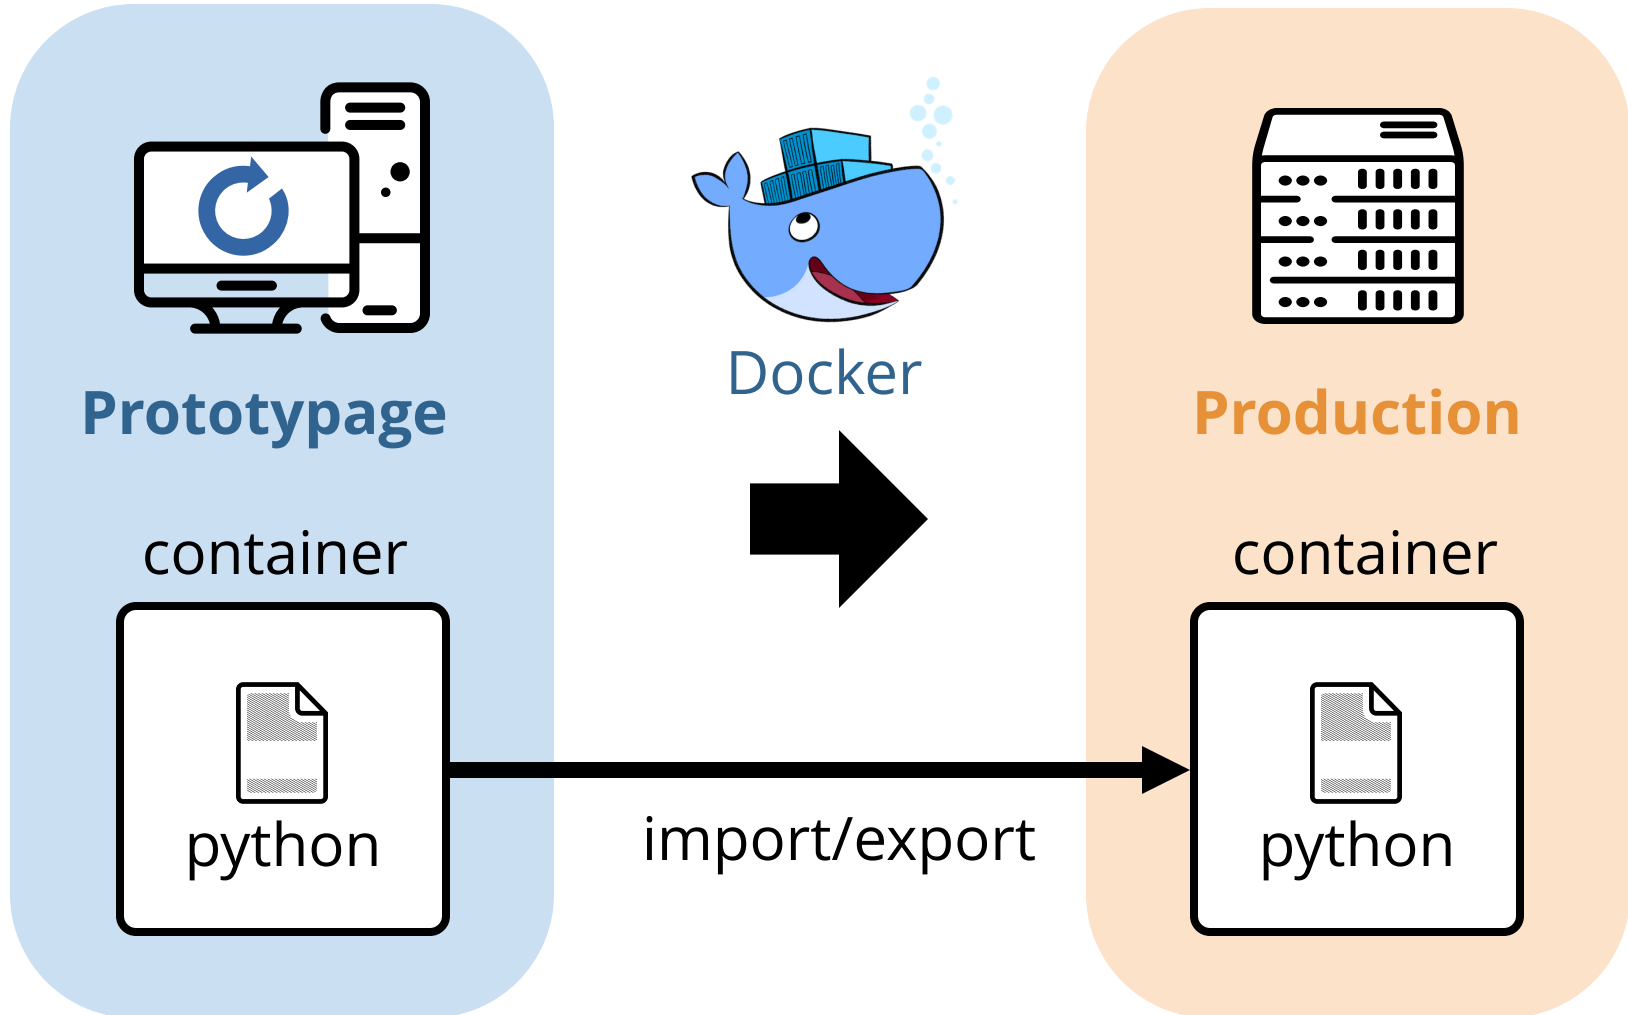 Prototypage
container
python
Docker
import/export
Production
container
python